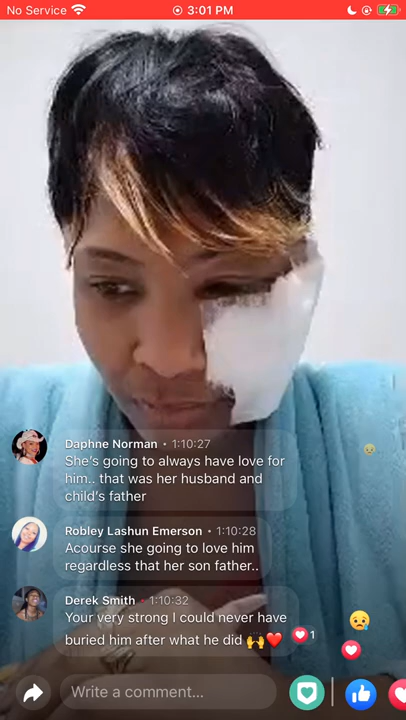 No Service 3:01 PM
Daphne Norman • 1:10:27
She's going to always have love for
him.. that was her husband and
child's father
Robley Lashun Emerson • 1:10:28
Acourse she going to love him
regardless that her son father..
Derek Smith • 1:10:32
Your very strong I could never have
buried him after what he did 🙌❤️ 1
Write a comment...